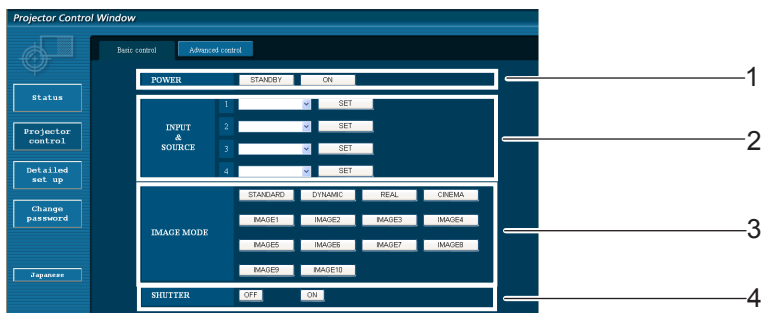 Projector Control Window
Basic control Advanced control
POWER STANDBY ON 1
Status
1 SET
Projector control
INPUT & SOURCE
2 SET 2
3 SET
Detailed set up
4 SET
STANDARD DYNAMIC REAL CINEMA
Change password
IMAGE1 IMAGE2 IMAGE3 IMAGE4
IMAGE MODE 3
IMAGE5 IMAGE6 IMAGE7 IMAGE8
Japanese
IMAGE9 IMAGE10
SHUTTER OFF ON 4